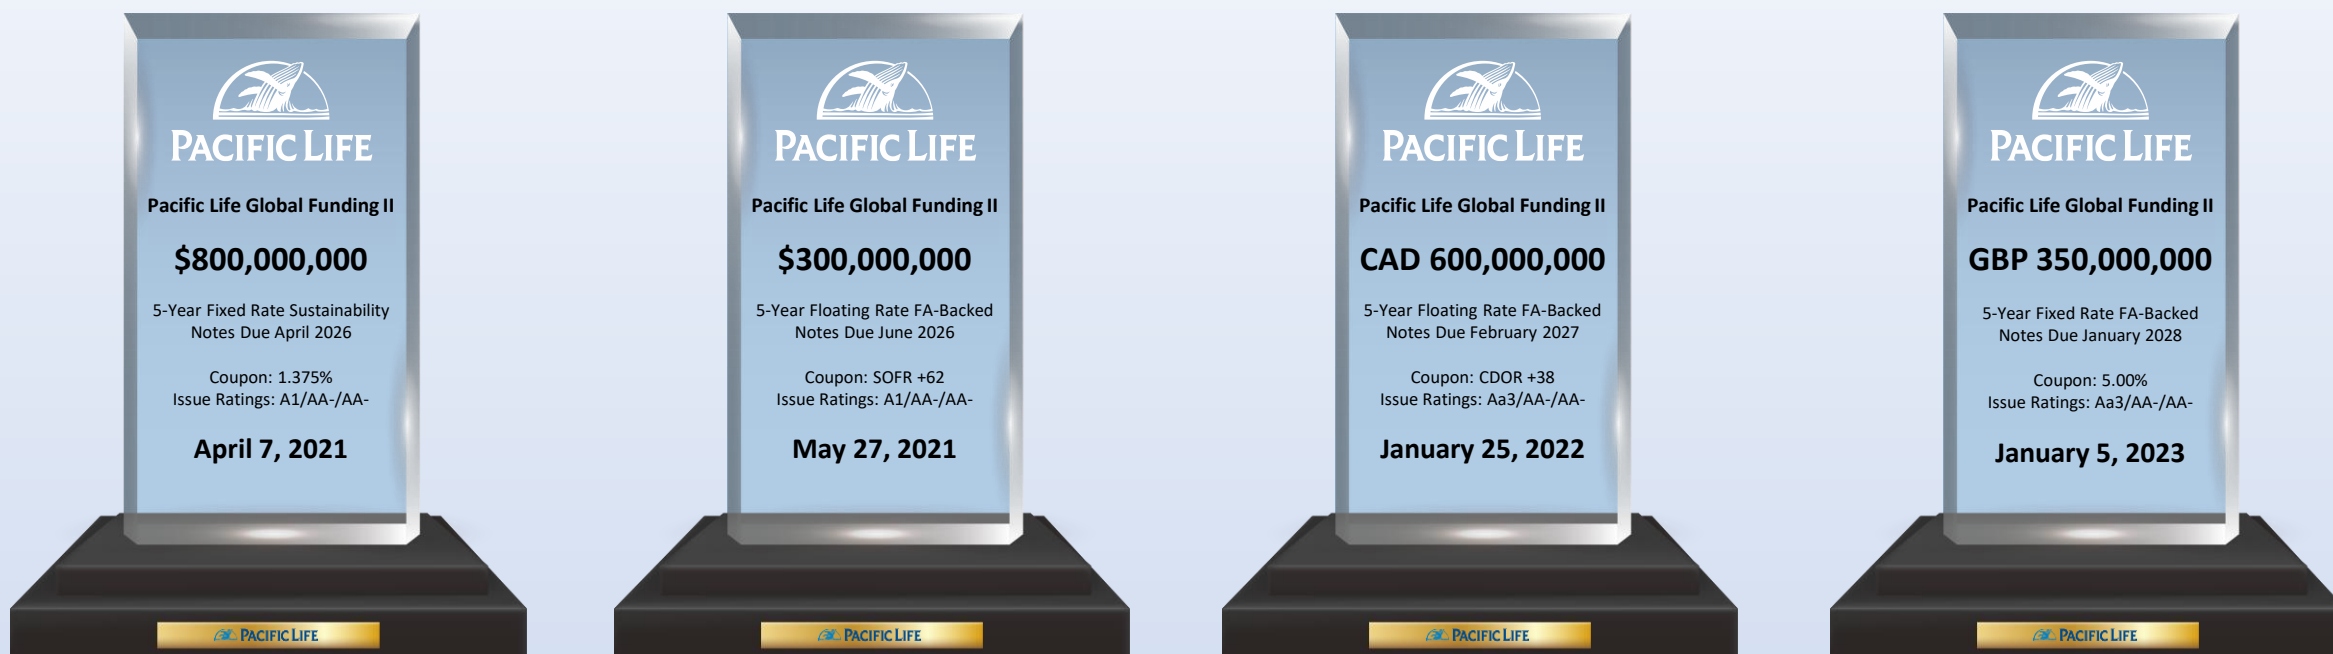 PACIFIC LIFE
Pacific Life Global Funding II
$800,000,000
5-Year Fixed Rate Sustainability
Notes Due April 2026
Coupon: 1.375%
Issue Ratings: A1/AA-/AA-
April 7, 2021
PACIFIC LIFE
PACIFIC LIFE
Pacific Life Global Funding II
$300,000,000
5-Year Floating Rate FA-Backed
Notes Due June 2026
Coupon: SOFR +62
Issue Ratings: A1/AA-/AA-
May 27, 2021
PACIFIC LIFE
PACIFIC LIFE
Pacific Life Global Funding II
CAD 600,000,000
5-Year Floating Rate FA-Backed
Notes Due February 2027
Coupon: CDOR +38
Issue Ratings: Aa3/AA-/AA-
January 25, 2022
PACIFIC LIFE
PACIFIC LIFE
Pacific Life Global Funding II
GBP 350,000,000
5-Year Fixed Rate FA-Backed
Notes Due January 2028
Coupon: 5.00%
Issue Ratings: Aa3/AA-/AA-
January 5, 2023
PACIFIC LIFE